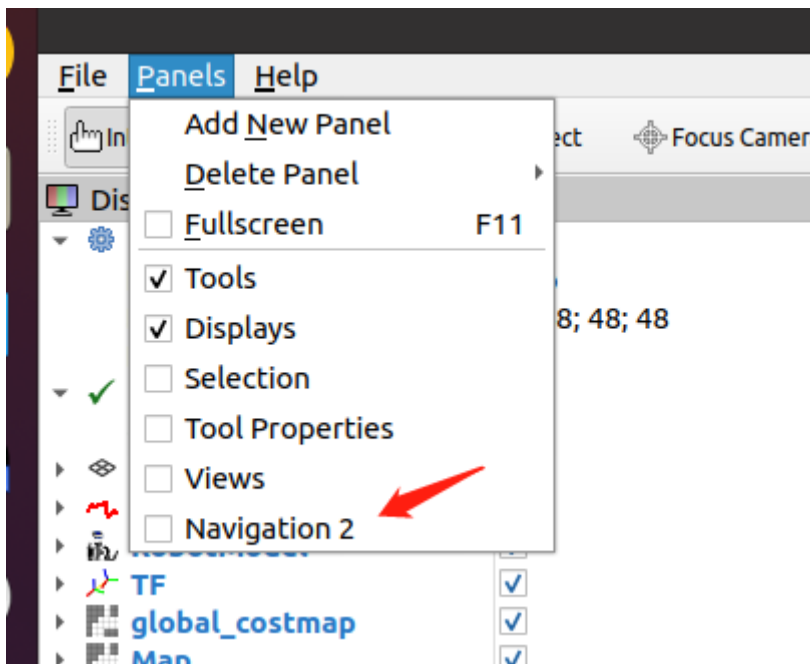 File Panels Help
Add New Panel
Delete Panel
Fullscreen F11
Focus Camer
Tools
Displays
8; 48; 48
Selection
Tool Properties
Views
Navigation 2
TF
global_costmap
Map